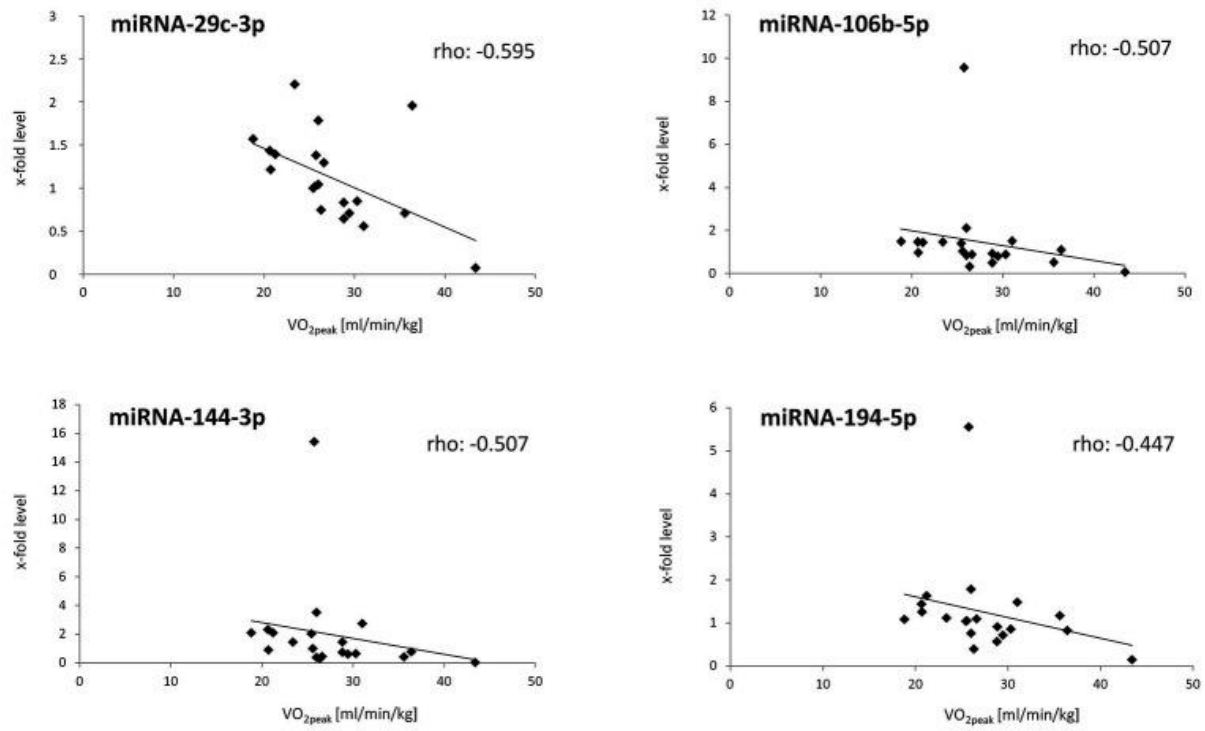 miRNA-29c-3p
rho: -0.595
x-fold level
3
2.5
2
1.5
1
0.5
0
0 10 20 30 40 50
VO2peak [ml/min/kg]
miRNA-106b-5p
rho: -0.507
x-fold level
12
10
8
6
4
2
0
0 10 20 30 40 50
VO2peak [ml/min/kg]
miRNA-144-3p
rho: -0.507
x-fold level
18
16
14
12
10
8
6
4
2
0
0 10 20 30 40 50
VO2peak [ml/min/kg]
miRNA-194-5p
rho: -0.447
x-fold level
6
5
4
3
2
1
0
0 10 20 30 40 50
VO2peak [ml/min/kg]